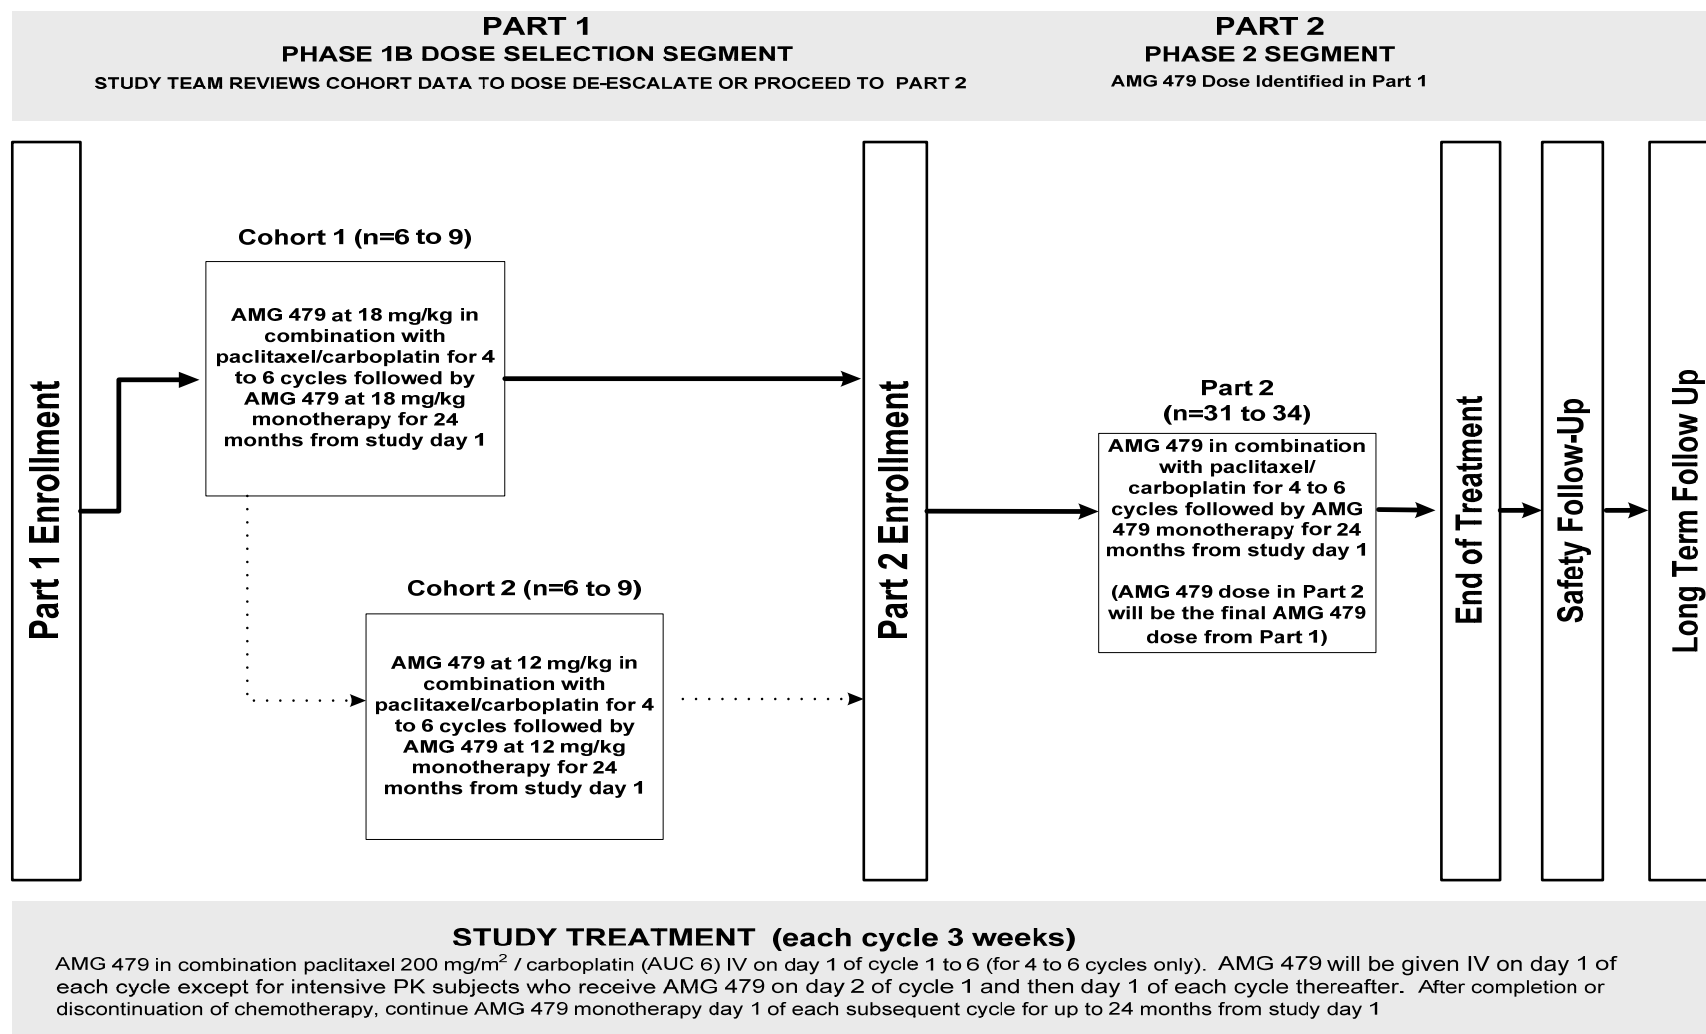 PART 1
PHASE 1B DOSE SELECTION SEGMENT
STUDY TEAM REVIEWS COHORT DATA TO DOSE DE-ESCALATE OR PROCEED TO PART 2
PART 2
PHASE 2 SEGMENT
AMG 479 Dose Identified in Part 1
Part 1 Enrollment
Cohort 1 (n=6 to 9)
AMG 479 at 18 mg/kg in
combination with
paclitaxel/carboplatin for 4
to 6 cycles followed by
AMG 479 at 18 mg/kg
monotherapy for 24
months from study day 1
Cohort 2 (n=6 to 9)
AMG 479 at 12 mg/kg in
combination with
paclitaxel/carboplatin for 4
to 6 cycles followed by
AMG 479 at 12 mg/kg
monotherapy for 24
months from study day 1
Part 2 Enrollment
Part 2
(n=31 to 34)
AMG 479 in combination
with paclitaxel/
carboplatin for 4 to 6
cycles followed by AMG
479 monotherapy for 24
months from study day 1
(AMG 479 dose in Part 2
will be the final AMG 479
dose from Part 1)
End of Treatment
Safety Follow-Up
Long Term Follow Up
STUDY TREATMENT (each cycle 3 weeks)
AMG 479 in combination paclitaxel 200 mg/m² / carboplatin (AUC 6) IV on day 1 of cycle 1 to 6 (for 4 to 6 cycles only). AMG 479 will be given IV on day 1 of
each cycle except for intensive PK subjects who receive AMG 479 on day 2 of cycle 1 and then day 1 of each cycle thereafter. After completion or
discontinuation of chemotherapy, continue AMG 479 monotherapy day 1 of each subsequent cycle for up to 24 months from study day 1